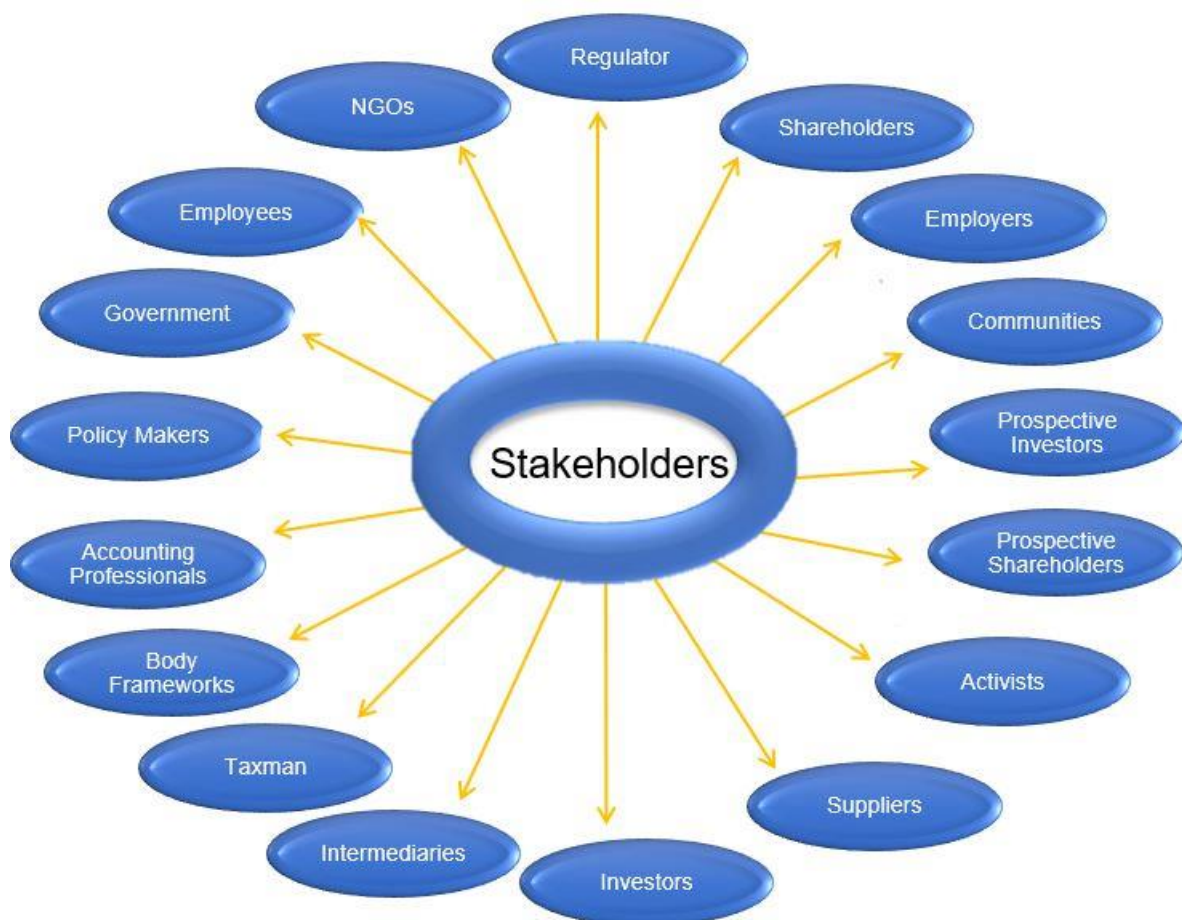 Regulator
NGOs
Shareholders
Employees
Employers
Government
Communities
Policy Makers
Prospective
Investors
Stakeholders
Accounting
Professionals
Prospective
Shareholders
Body
Frameworks
Activists
Taxman
Suppliers
Intermediaries
Investors